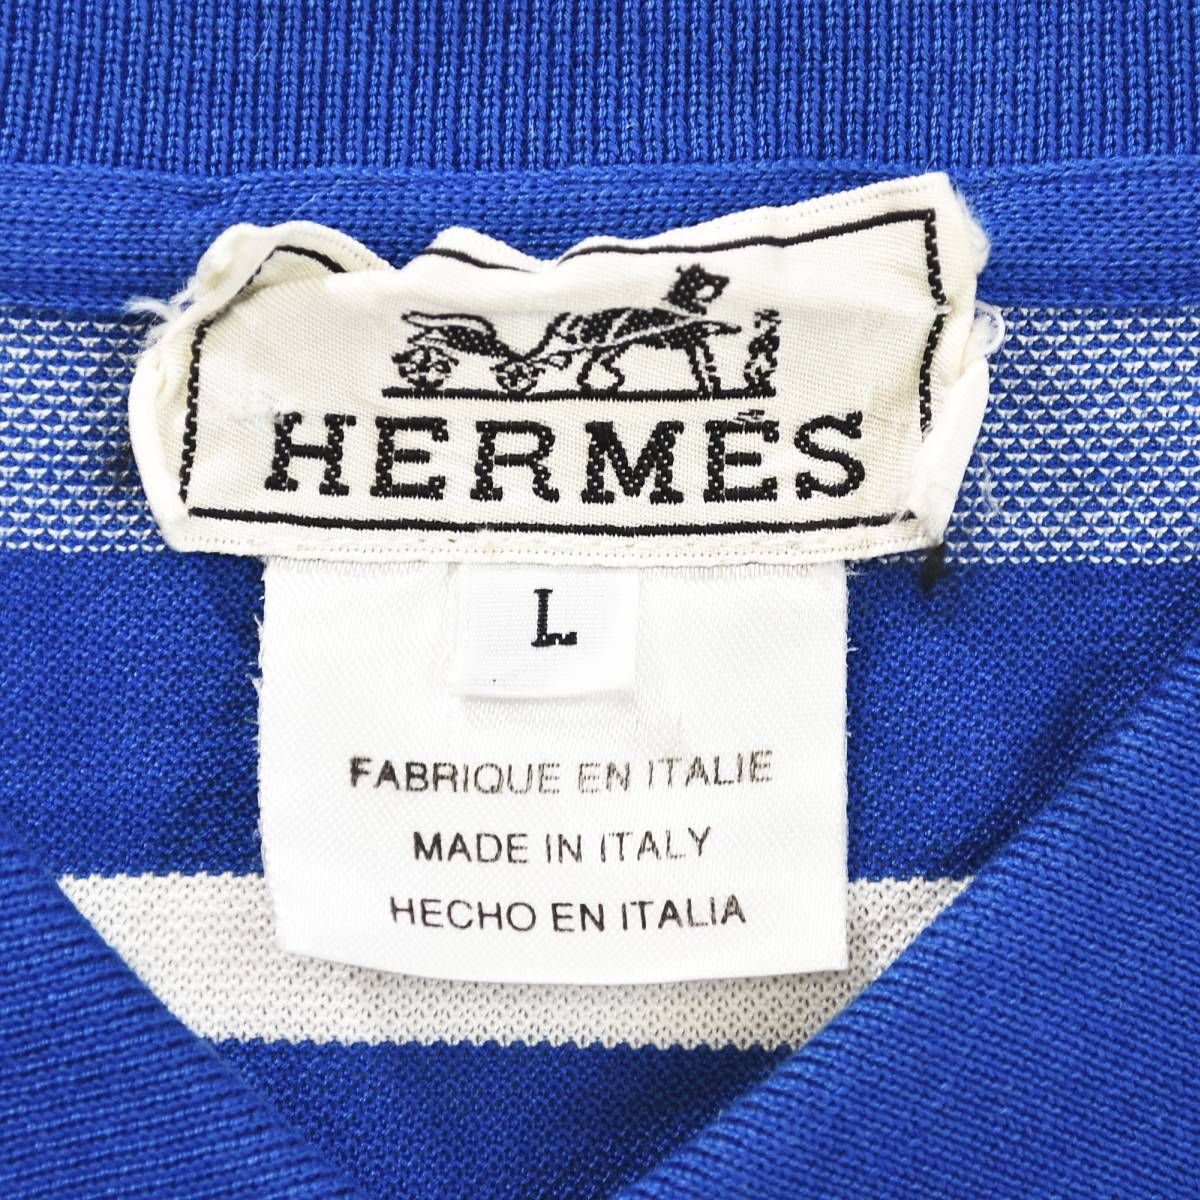 HERMÈS
L
FABRIQUE EN ITALIE
MADE IN ITALY
HECHO EN ITALIA